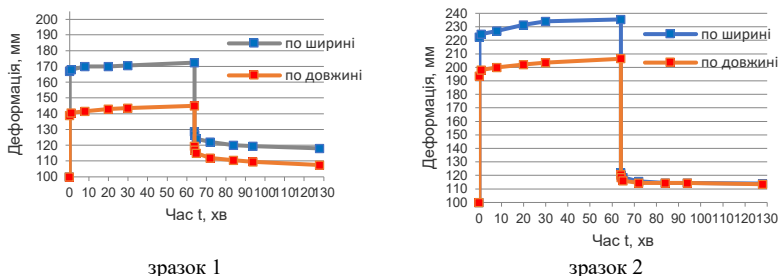 200
190
180
170
160
150
140
130
120
110
100
Деформація, мм
по ширині
по довжині
0 10 20 30 40 50 60 70 80 90 100110120130
Час t, хв
зразок 1
240
230
220
210
200
190
180
170
160
150
140
130
120
110
100
Деформація, мм
по ширині
по довжині
0 10 20 30 40 50 60 70 80 90 100110120130
Час t, хв
зразок 2